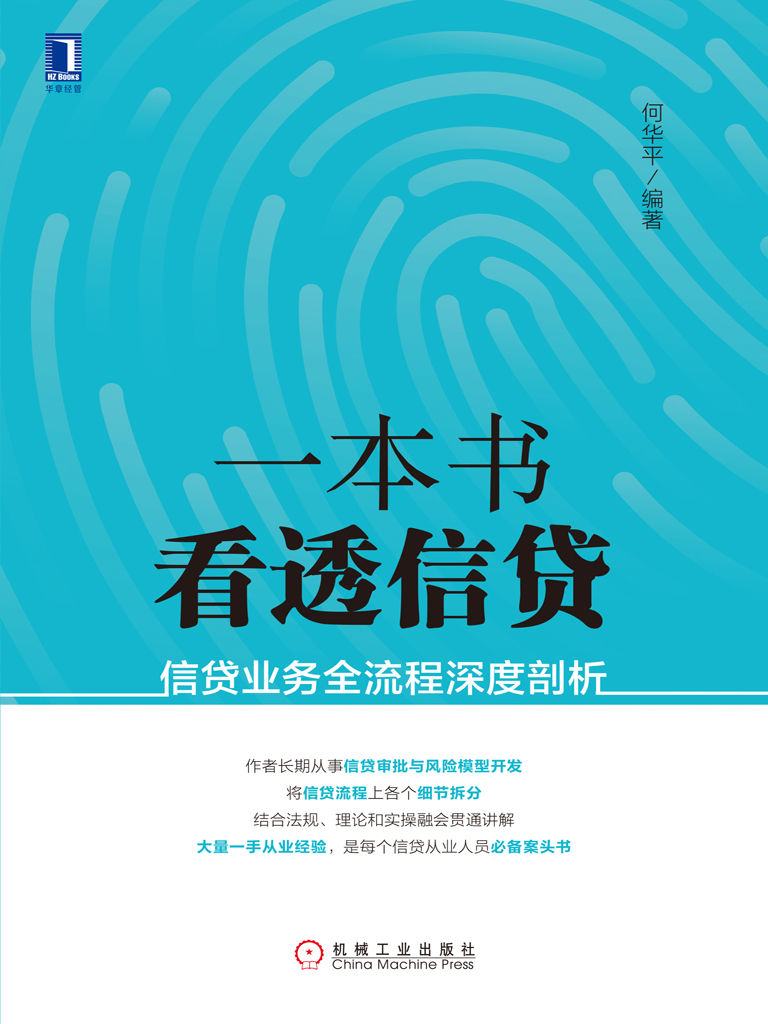 HZ BOOKS
华章经管
何华平／编著
一本书
看透信贷
信贷业务全流程深度剖析
作者长期从事信贷审批与风险模型开发
将信贷流程上各个细节拆分
结合法规、理论和实操融会贯通讲解
大量一手从业经验，是每个信贷从业人员必备案头书
机械工业出版社
China Machine Press